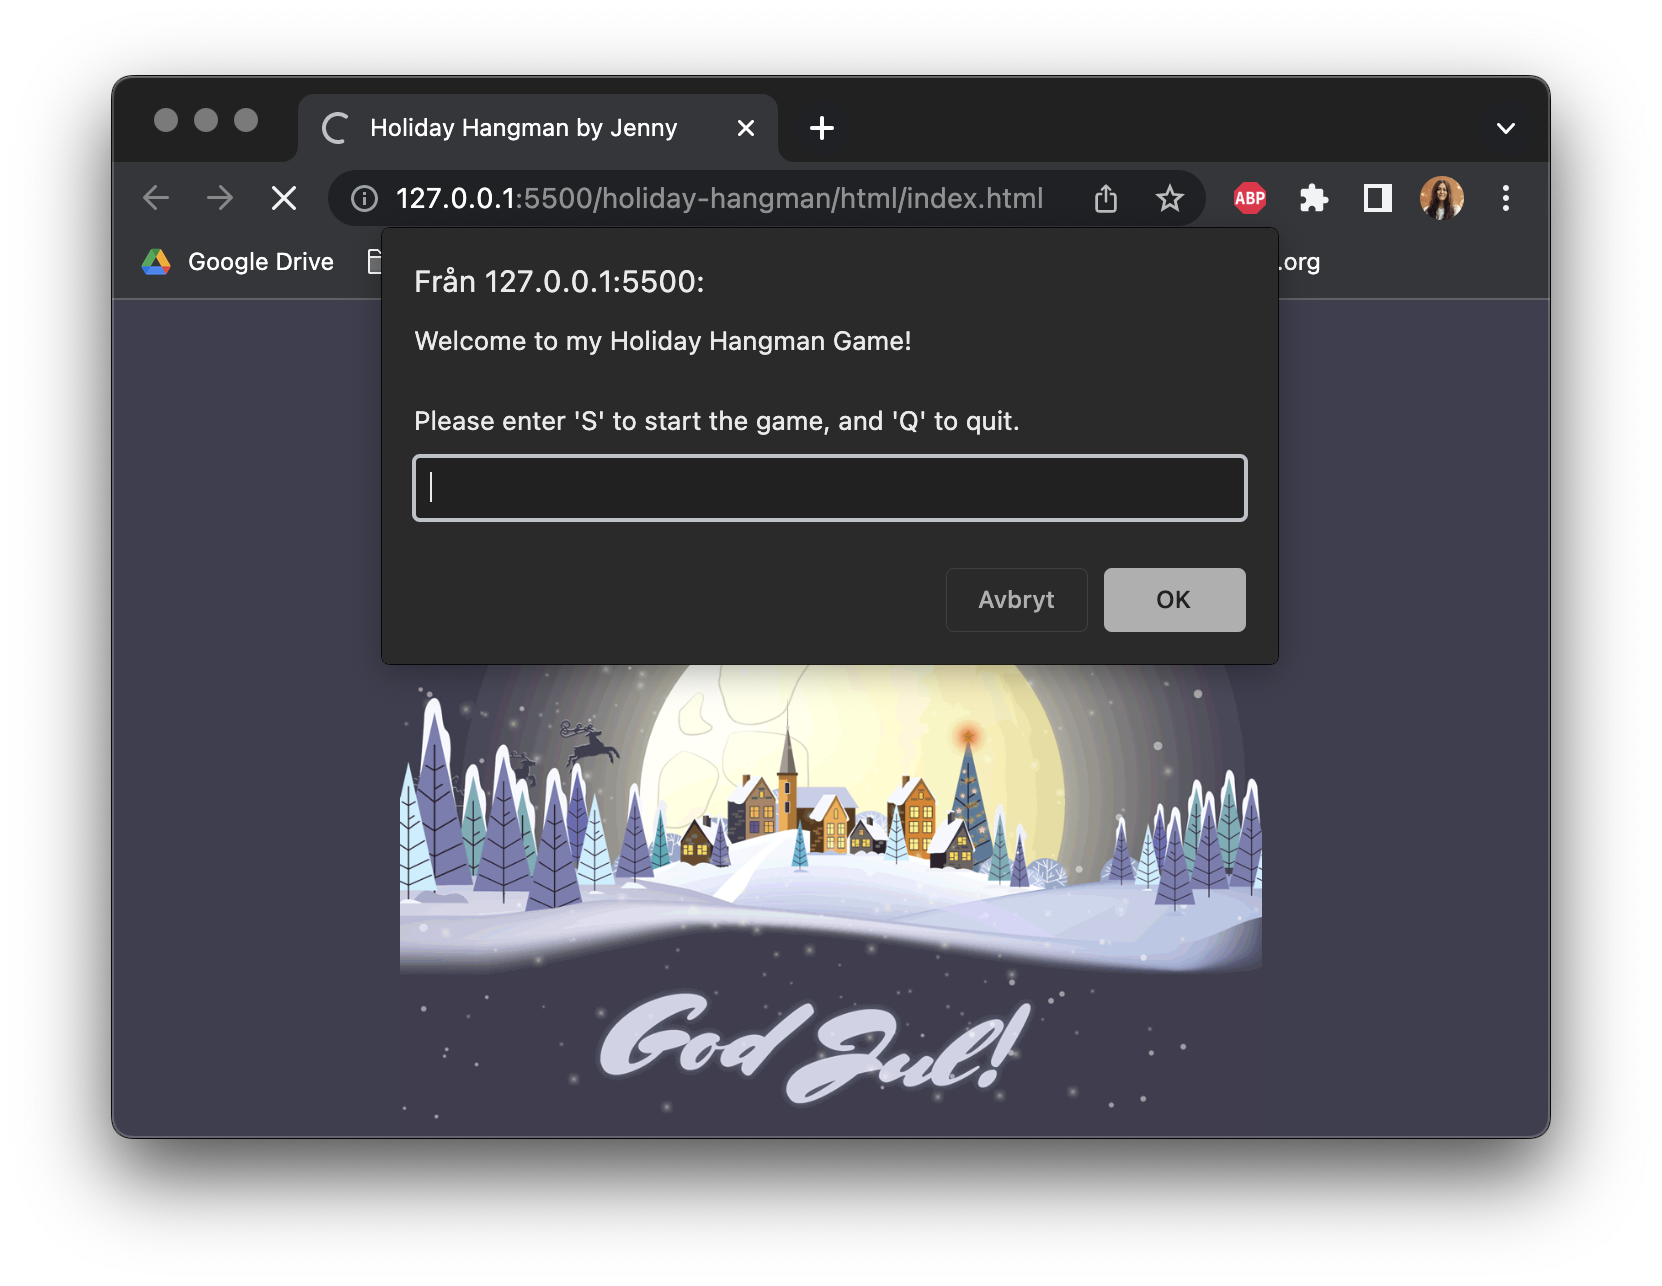 Holiday Hangman by Jenny
127.0.0.1:5500/holiday-hangman/html/index.html
ABP
Google Drive
.org
Från 127.0.0.1:5500:
Welcome to my Holiday Hangman Game!
Please enter 'S' to start the game, and 'Q' to quit.
Avbryt
OK
God Jul!